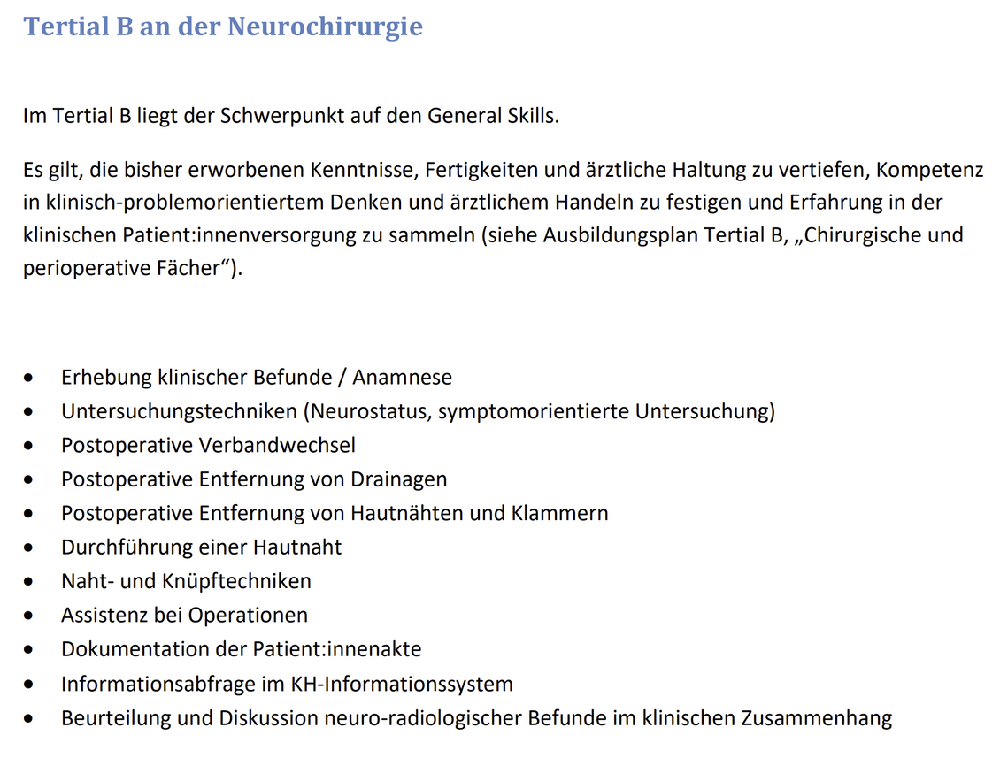 Tertial B an der Neurochirurgie
Im Tertial B liegt der Schwerpunkt auf den General Skills.
Es gilt, die bisher erworbenen Kenntnisse, Fertigkeiten und ärztliche Haltung zu vertiefen, Kompetenz
in klinisch-problemorientiertem Denken und ärztlichem Handeln zu festigen und Erfahrung in der
klinischen Patient:innenversorgung zu sammeln (siehe Ausbildungsplan Tertial B, „Chirurgische und
perioperative Fächer“).
• Erhebung klinischer Befunde / Anamnese
• Untersuchungstechniken (Neurostatus, symptomorientierte Untersuchung)
• Postoperative Verbandwechsel
• Postoperative Entfernung von Drainagen
• Postoperative Entfernung von Hautnähten und Klammern
• Durchführung einer Hautnaht
• Naht- und Knüpftechniken
• Assistenz bei Operationen
• Dokumentation der Patient:innenakte
• Informationsabfrage im KH-Informationssystem
• Beurteilung und Diskussion neuro-radiologischer Befunde im klinischen Zusammenhang